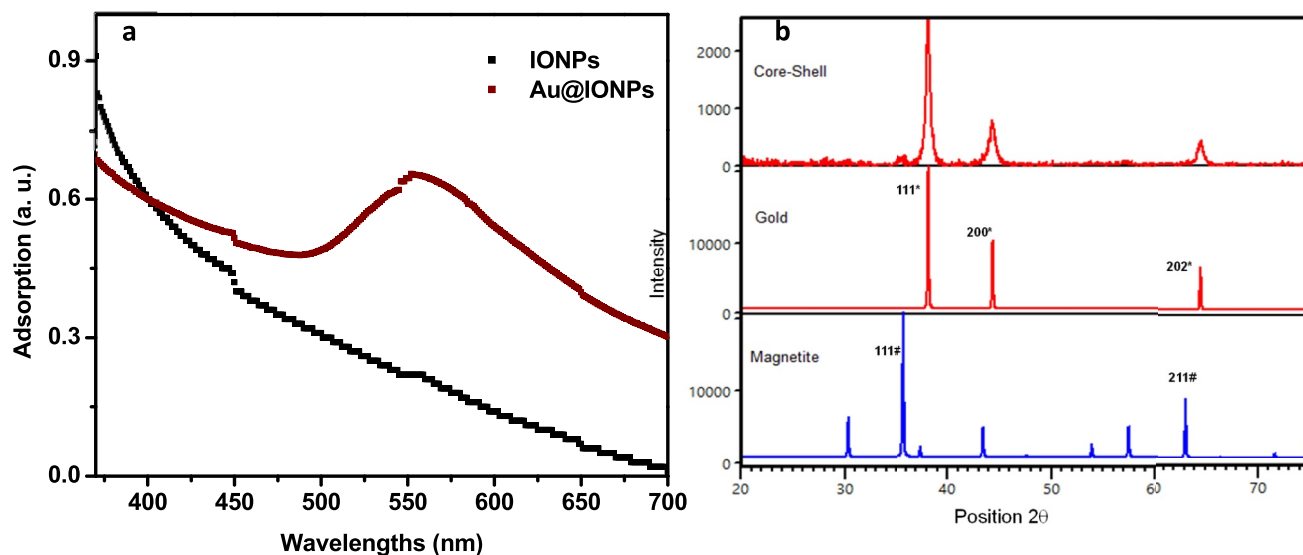 a
IONPs
Au@IONPs
0.9
0.6
0.3
0.0
Adsorption (a. u.)
400 450 500 550 600 650 700
Wavelengths (nm)
b
Core-Shell
2000
1000
0
Gold
111*
200*
202*
10000
0
Intensity
Magnetite
111#
211#
10000
0
20 30 40 50 60 70
Position 2θ